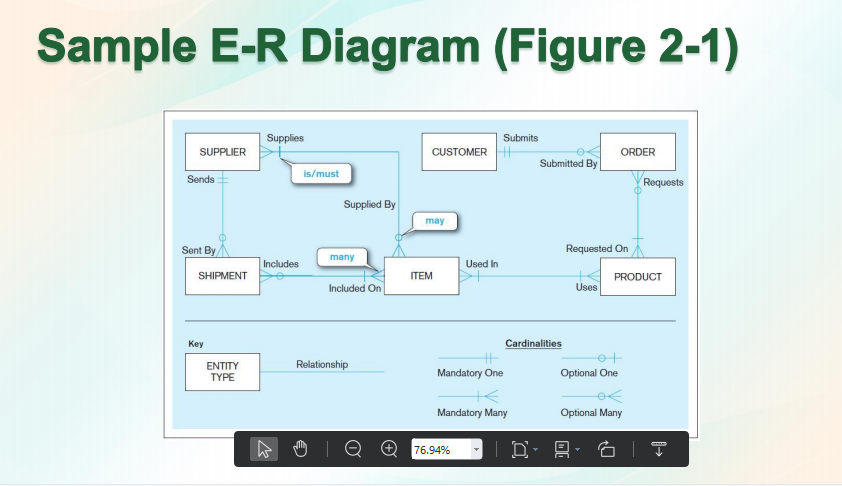 Sample E-R Diagram (Figure 2-1)
SUPPLIER
Supplies
is/must
Sends
Supplied By
may
CUSTOMER
Submits
Submitted By
ORDER
Requests
Sent By
Includes
many
SHIPMENT
Included On
ITEM
Used In
Requested On
PRODUCT
Uses
Key
ENTITY
TYPE
Relationship
Cardinalities
Mandatory One
Optional One
Mandatory Many
Optional Many
76.94%